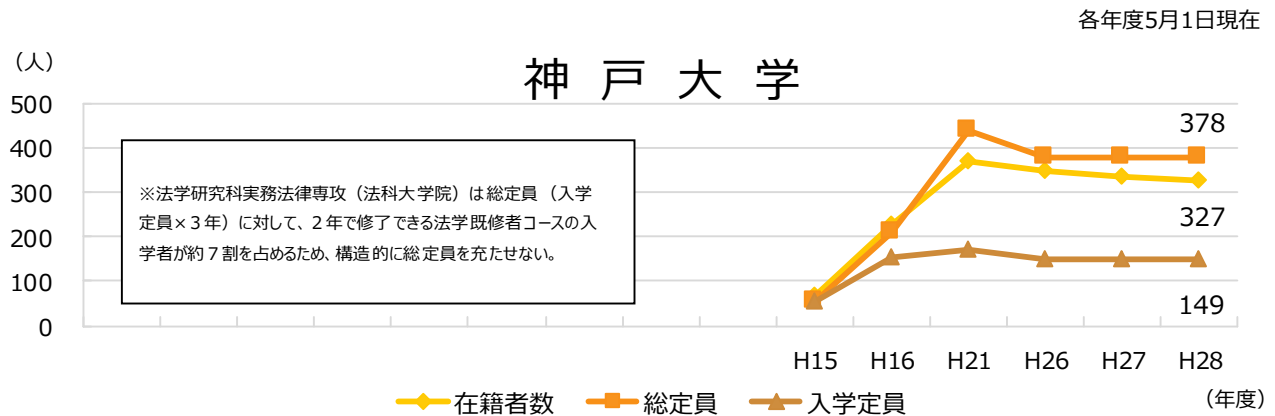 各年度5月1日現在
(人)
神 戸 大 学
500
400
300
200
100
0
378
327
149
※法学研究科実務法律専攻（法科大学院）は総定員（入学
定員×３年）に対して、２年で修了できる法学既修者コースの入
学者が約７割を占めるため、構造的に総定員を充たせない。
H15 H16 H21 H26 H27 H28
(年度)
在籍者数 総定員 入学定員